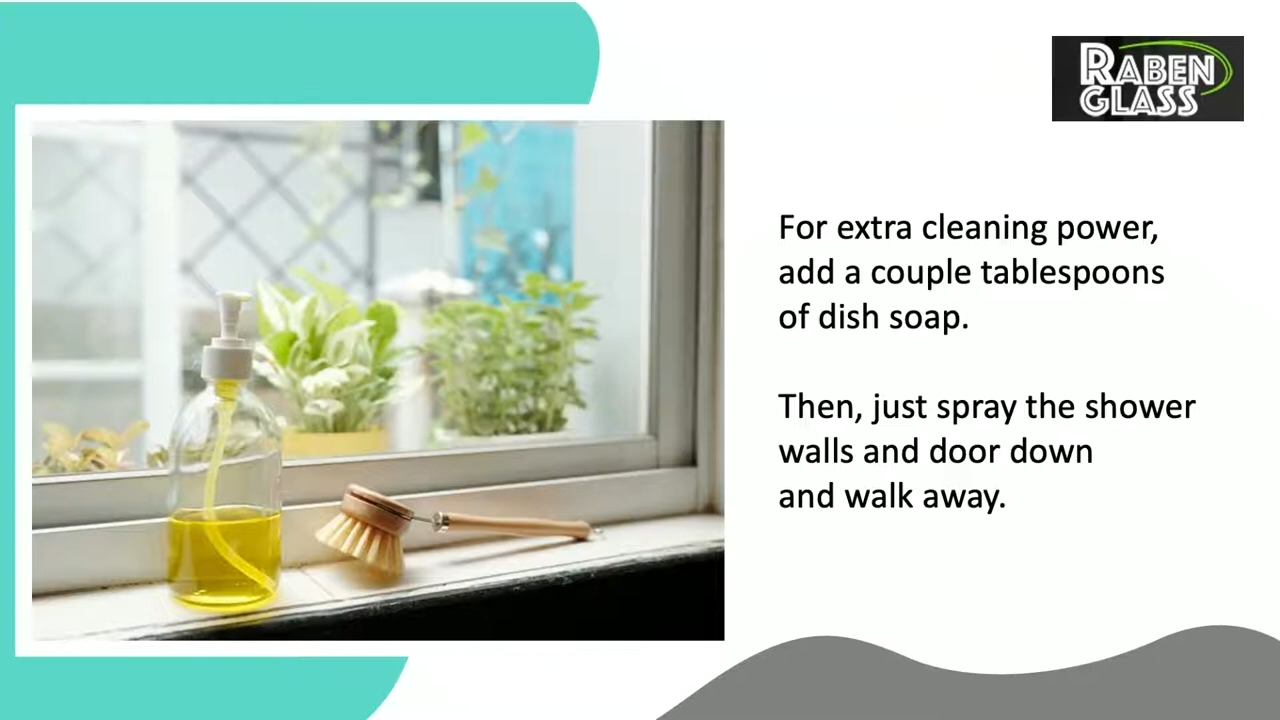 RABEN
GLASS
For extra cleaning power,
add a couple tablespoons
of dish soap.
Then, just spray the shower
walls and door down
and walk away.